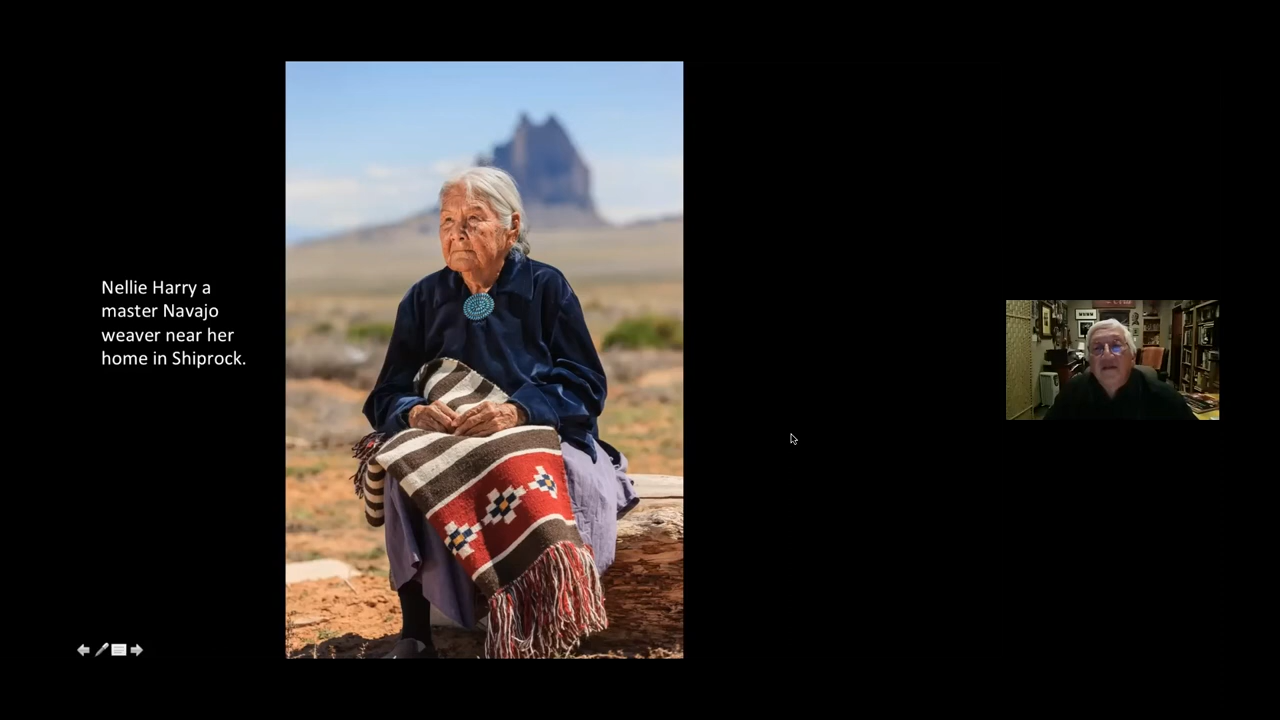 Nellie Harry a
master Navajo
weaver near her
home in Shiprock.